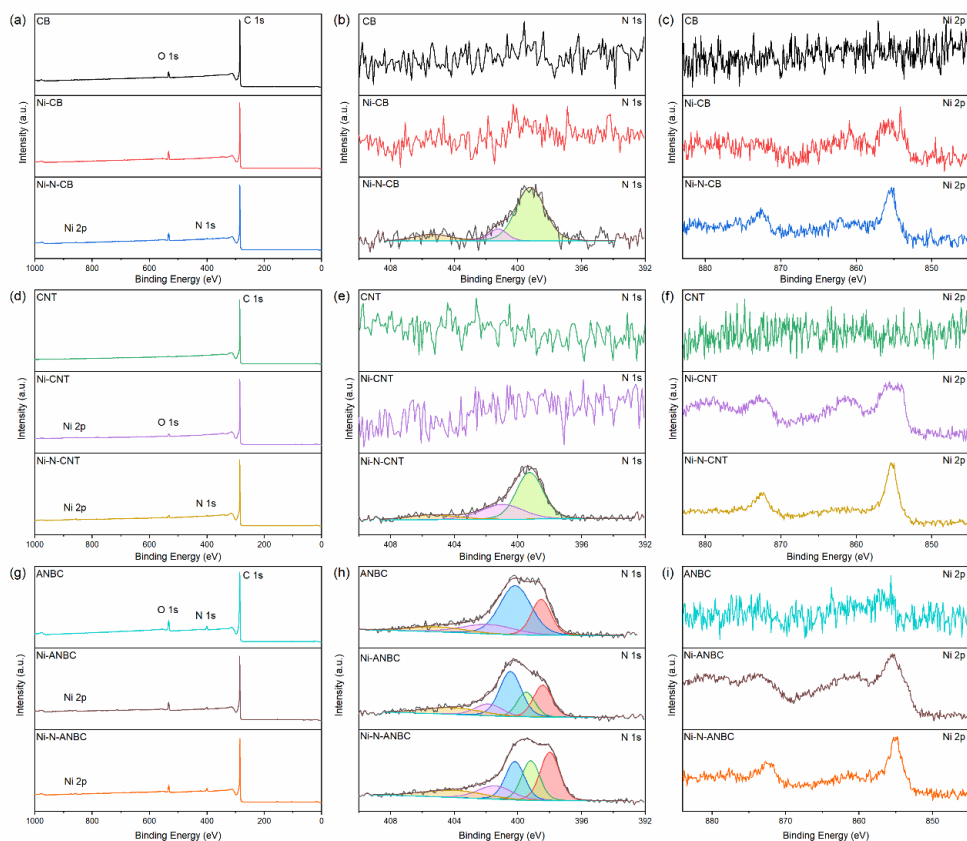 (a)
CB
C 1s
O 1s
Ni-CB
Ni-N-CB
Ni 2p
N 1s
Intensity (a.u.)
1000 800 600 400 200 0
Binding Energy (eV)
(b)
CB
N 1s
Ni-CB
N 1s
Ni-N-CB
N 1s
Intensity (a.u.)
408 404 400 396 392
Binding Energy (eV)
(c)
CB
Ni 2p
Ni-CB
Ni 2p
Ni-N-CB
Ni 2p
Intensity (a.u.)
880 870 860 850
Binding Energy (eV)
(d)
CNT
C 1s
Ni-CNT
Ni 2p
O 1s
Ni-N-CNT
Ni 2p
N 1s
Intensity (a.u.)
1000 800 600 400 200 0
Binding Energy (eV)
(e)
CNT
N 1s
Ni-CNT
N 1s
Ni-N-CNT
N 1s
Intensity (a.u.)
408 404 400 396 392
Binding Energy (eV)
(f)
CNT
Ni 2p
Ni-CNT
Ni 2p
Ni-N-CNT
Ni 2p
Intensity (a.u.)
880 870 860 850
Binding Energy (eV)
(g)
ANBC
C 1s
O 1s
N 1s
Ni-ANBC
Ni 2p
Ni-N-ANBC
Ni 2p
Intensity (a.u.)
1000 800 600 400 200 0
Binding Energy (eV)
(h)
ANBC
N 1s
Ni-ANBC
N 1s
Ni-N-ANBC
N 1s
Intensity (a.u.)
408 404 400 396 392
Binding Energy (eV)
(i)
ANBC
Ni 2p
Ni-ANBC
Ni 2p
Ni-N-ANBC
Ni 2p
Intensity (a.u.)
880 870 860 850
Binding Energy (eV)